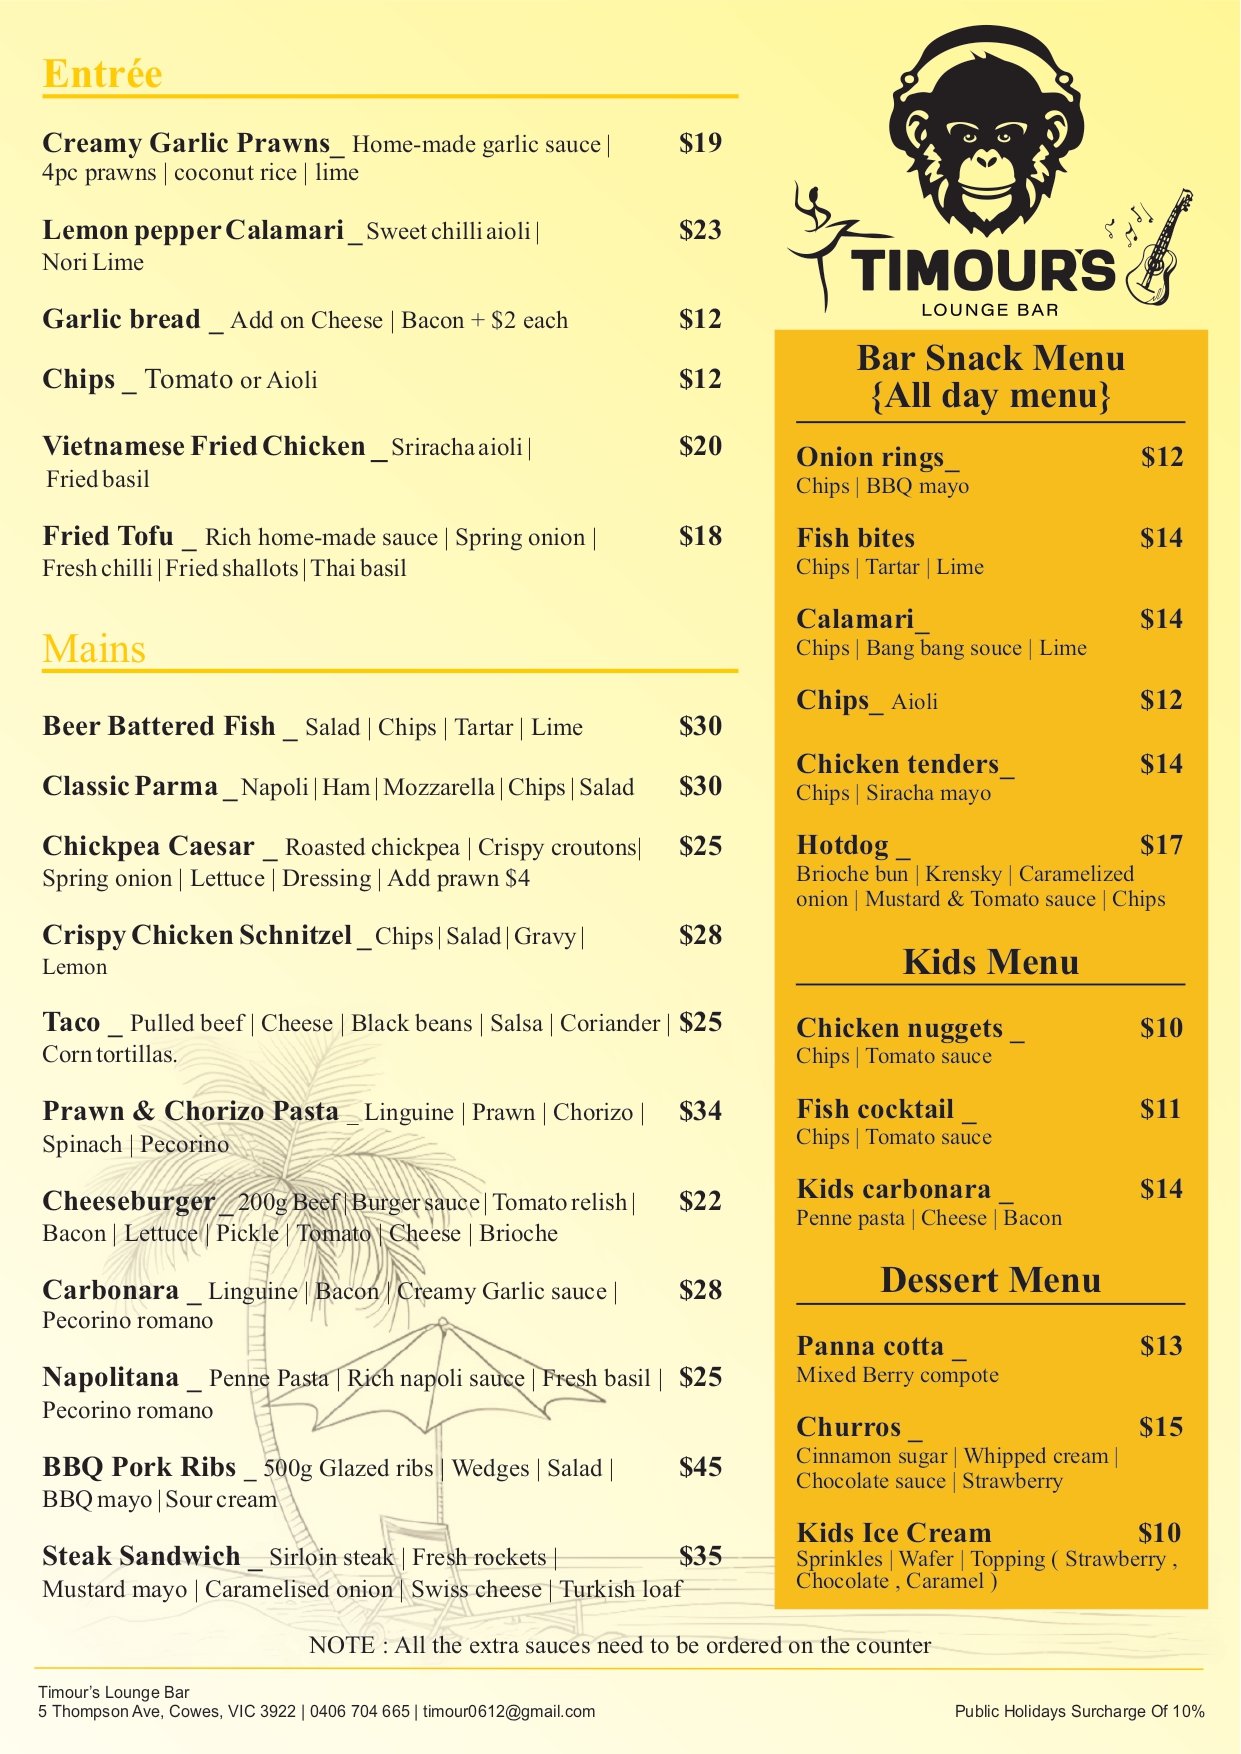 Entrée
Creamy Garlic Prawns_ Home-made garlic sauce | $19
4pc prawns | coconut rice | lime
Lemon pepper Calamari _ Sweet chilli aioli | $23
Nori Lime
Garlic bread _ Add on Cheese | Bacon + $2 each $12
Chips _ Tomato or Aioli $12
Vietnamese Fried Chicken _ Sriracha aioli | $20
Fried basil
Fried Tofu _ Rich home-made sauce | Spring onion | $18
Fresh chilli | Fried shallots | Thai basil
Mains
Beer Battered Fish _ Salad | Chips | Tartar | Lime $30
Classic Parma _ Napoli | Ham | Mozzarella | Chips | Salad $30
Chickpea Caesar _ Roasted chickpea | Crispy croutons| $25
Spring onion | Lettuce | Dressing | Add prawn $4
Crispy Chicken Schnitzel _ Chips | Salad | Gravy | $28
Lemon
Taco _ Pulled beef | Cheese | Black beans | Salsa | Coriander | $25
Corn tortillas.
Prawn & Chorizo Pasta _ Linguine | Prawn | Chorizo | $34
Spinach | Pecorino
Cheeseburger _ 200g Beef | Burger sauce | Tomato relish | $22
Bacon | Lettuce | Pickle | Tomato | Cheese | Brioche
Carbonara _ Linguine | Bacon | Creamy Garlic sauce | $28
Pecorino romano
Napolitana _ Penne Pasta | Rich napoli sauce | Fresh basil | $25
Pecorino romano
BBQ Pork Ribs _ 500g Glazed ribs | Wedges | Salad | $45
BBQ mayo | Sour cream
Steak Sandwich _ Sirloin steak | Fresh rockets | $35
Mustard mayo | Caramelised onion | Swiss cheese | Turkish loaf
TIMOUR'S
LOUNGE BAR
Bar Snack Menu
{All day menu}
Onion rings_ $12
Chips | BBQ mayo
Fish bites $14
Chips | Tartar | Lime
Calamari_ $14
Chips | Bang bang souce | Lime
Chips_ Aioli $12
Chicken tenders_ $14
Chips | Siracha mayo
Hotdog _ $17
Brioche bun | Krensky | Caramelized
onion | Mustard & Tomato sauce | Chips
Kids Menu
Chicken nuggets _ $10
Chips | Tomato sauce
Fish cocktail _ $11
Chips | Tomato sauce
Kids carbonara _ $14
Penne pasta | Cheese | Bacon
Dessert Menu
Panna cotta _ $13
Mixed Berry compote
Churros _ $15
Cinnamon sugar | Whipped cream |
Chocolate sauce | Strawberry
Kids Ice Cream $10
Sprinkles | Wafer | Topping ( Strawberry ,
Chocolate , Caramel )
NOTE : All the extra sauces need to be ordered on the counter
Timour's Lounge Bar
5 Thompson Ave, Cowes, VIC 3922 | 0406 704 665 | timour0612@gmail.com
Public Holidays Surcharge Of 10%